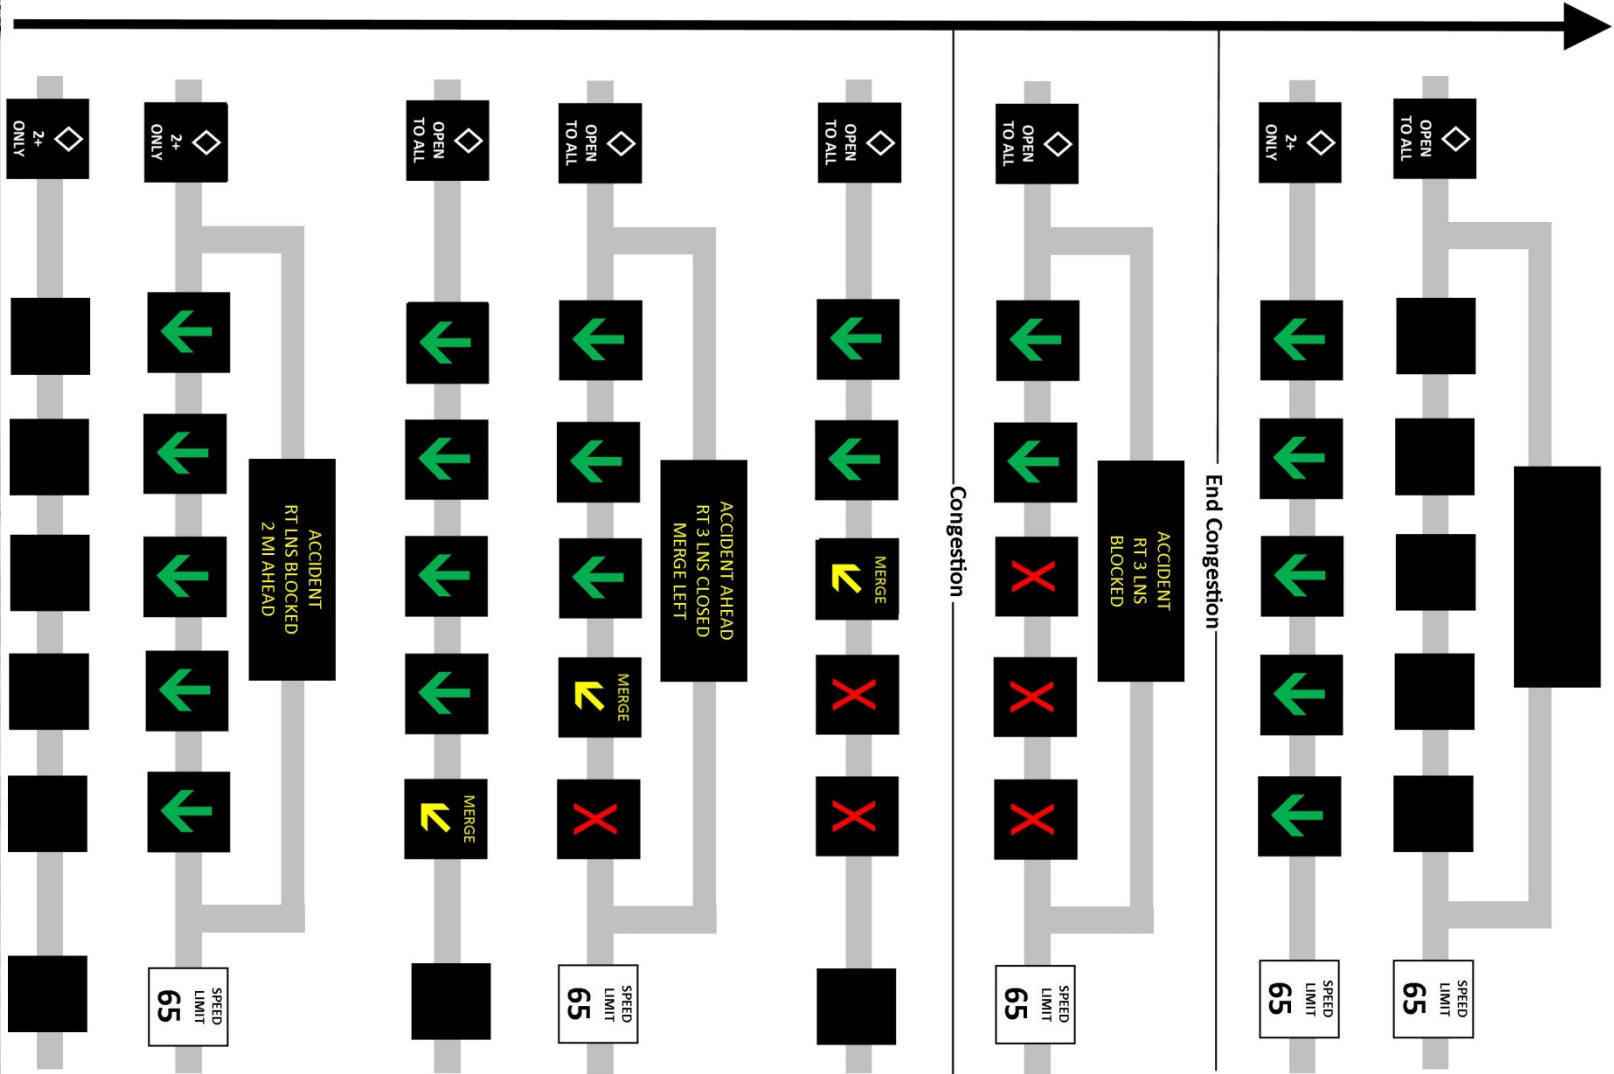 2+
ONLY
2+
ONLY
ACCIDENT
RT LNS BLOCKED
2 MI AHEAD
SPEED
LIMIT
65
OPEN
TO ALL
MERGE
OPEN
TO ALL
ACCIDENT AHEAD
RT 3 LNS CLOSED
MERGE LEFT
MERGE
SPEED
LIMIT
65
OPEN
TO ALL
MERGE
Congestion
OPEN
TO ALL
ACCIDENT
RT 3 LNS
BLOCKED
SPEED
LIMIT
65
End Congestion
2+
ONLY
SPEED
LIMIT
65
OPEN
TO ALL
SPEED
LIMIT
65